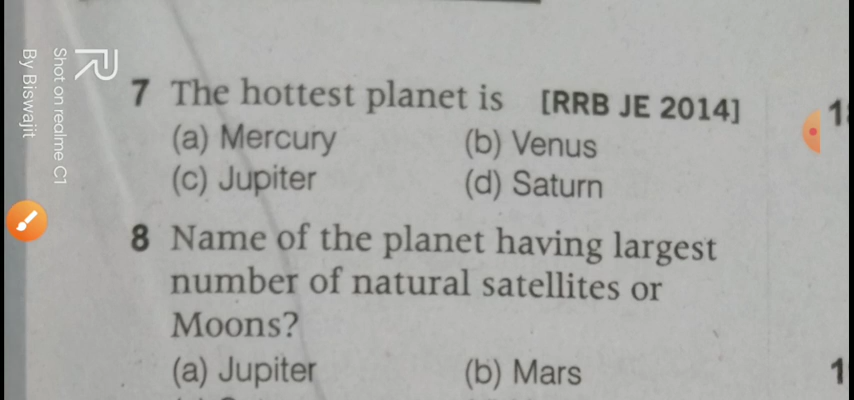 7 The hottest planet is [RRB JE 2014]
(a) Mercury (b) Venus
(c) Jupiter (d) Saturn
8 Name of the planet having largest
number of natural satellites or
Moons?
(a) Jupiter (b) Mars
Shot on realme C1
By Biswajit